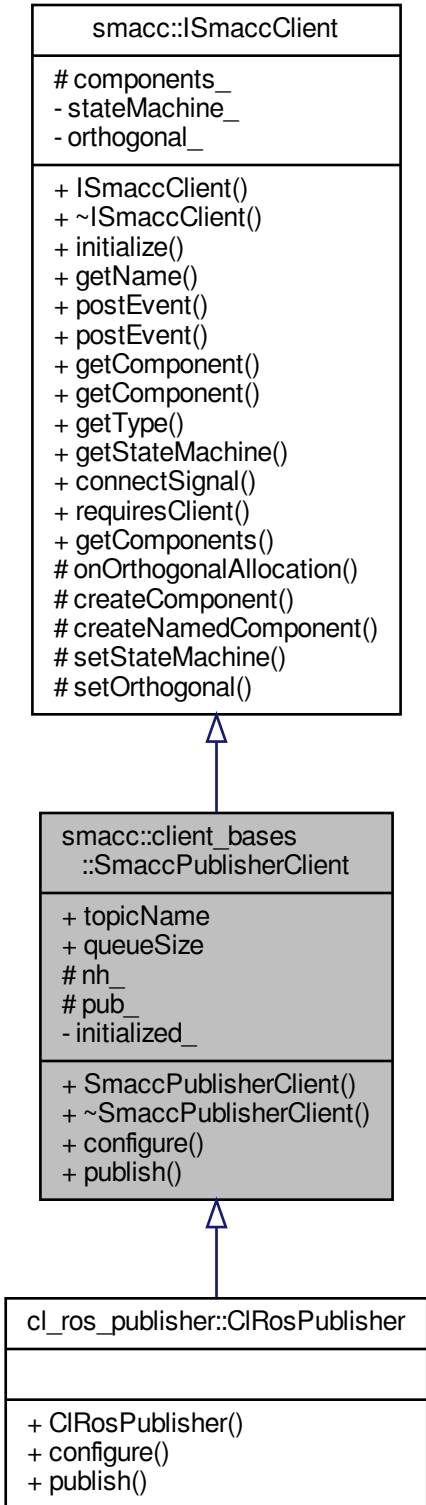 smacc::ISmaccClient
# components_
- stateMachine_
- orthogonal_
+ ISmaccClient()
+ ~ISmaccClient()
+ initialize()
+ getName()
+ postEvent()
+ postEvent()
+ getComponent()
+ getComponent()
+ getType()
+ getStateMachine()
+ connectSignal()
+ requiresClient()
+ getComponents()
# onOrthogonalAllocation()
# createComponent()
# createNamedComponent()
# setStateMachine()
# setOrthogonal()
smacc::client_bases
::SmaccPublisherClient
+ topicName
+ queueSize
# nh_
# pub_
- initialized_
+ SmaccPublisherClient()
+ ~SmaccPublisherClient()
+ configure()
+ publish()
cl_ros_publisher::ClRosPublisher
+ ClRosPublisher()
+ configure()
+ publish()